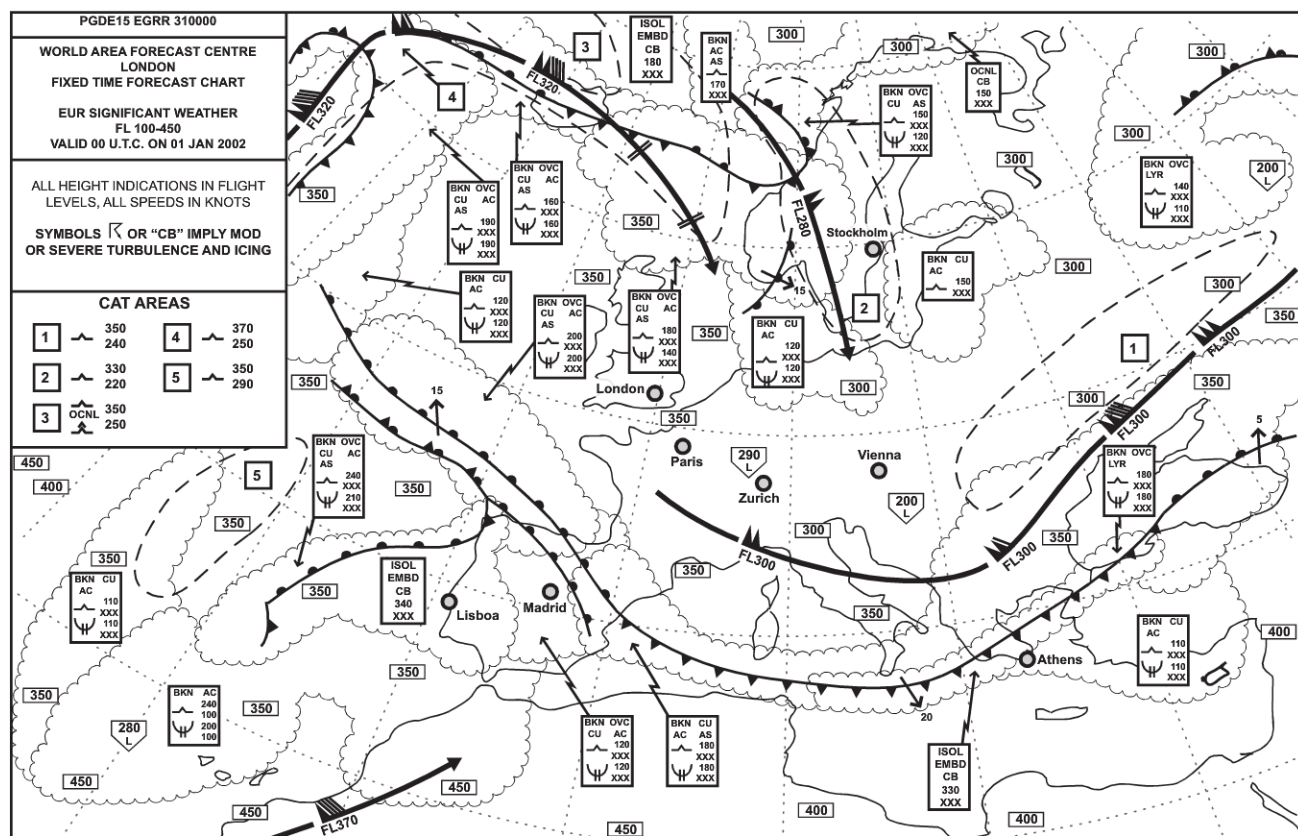 PGDE15 EGRR 310000
WORLD AREA FORECAST CENTRE
LONDON
FIXED TIME FORECAST CHART
EUR SIGNIFICANT WEATHER
FL 100-450
VALID 00 U.T.C. ON 01 JAN 2002
ALL HEIGHT INDICATIONS IN FLIGHT
LEVELS, ALL SPEEDS IN KNOTS
SYMBOLS OR “CB” IMPLY MOD
OR SEVERE TURBULENCE AND ICING
CAT AREAS
1 350
240
4 370
250
2 330
220
5 350
290
3 OCNL 350
250
FL320
4
FL320
3
ISOL
EMBD
CB
180
XXX
BKN
AC
AS
170
XXX
300
300
OCNL
CB
150
XXX
300
BKN OVC
CU AS
150
XXX
120
XXX
300
300
300
BKN OVC
LYR
140
XXX
110
XXX
200
L
350
BKN OVC
CU AC
AS
190
XXX
190
XXX
BKN OVC
CU AC
AS
160
XXX
160
XXX
350
FL280
Stockholm
350
BKN CU
AC
120
XXX
120
XXX
BKN OVC
CU AC
AS
200
XXX
200
XXX
BKN OVC
CU AC
AS
180
XXX
140
XXX
15
2
BKN CU
AC
150
XXX
300
300
350
BKN CU
AC
120
XXX
120
XXX
350
1
FL300
350
300
London
350
300
350
FL300
15
450
400
5
BKN OVC
CU AC
AS
240
XXX
210
XXX
350
Paris
290
L
Zurich
Vienna
200
L
BKN OVC
LYR
180
XXX
180
XXX
5
350
350
300
FL300
FL300
350
350
BKN CU
AC
110
XXX
110
XXX
350
ISOL
EMBD
CB
340
XXX
Lisboa
Madrid
350
350
BKN CU
AC
110
XXX
110
XXX
400
Athens
350
350
350
BKN AC
240
100
200
100
280
L
BKN OVC
CU AC
120
XXX
120
XXX
BKN CU
AC AS
180
XXX
180
XXX
20
ISOL
EMBD
CB
330
XXX
450
450
400
450
FL370
450
400